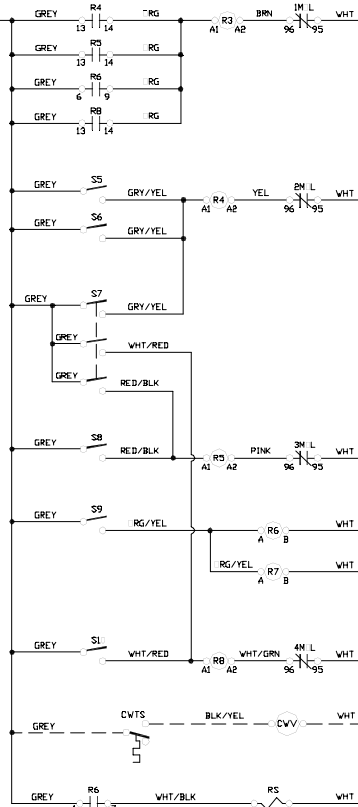 GREY R4 RG BRN WHT
13 14 A1 R3 A2 96 95
GREY R5 RG
13 14
GREY R6 RG
6 9
GREY R8 RG
13 14
GREY S5 GRY/YEL YEL WHT
A1 R4 A2 96 95
GREY S6 GRY/YEL
GREY S7 GRY/YEL
GREY WHT/RED
GREY RED/BLK
GREY S8 RED/BLK PINK WHT
A1 R5 A2 96 95
GREY S9 RG/YEL R6 WHT
A B
RG/YEL R7 WHT
A B
GREY WHT/RED WHT/GRN WHT
A1 R8 A2 96 95
CWTS BLK/YEL CWV WHT
GREY
GREY R6 WHT/BLK RS WHT